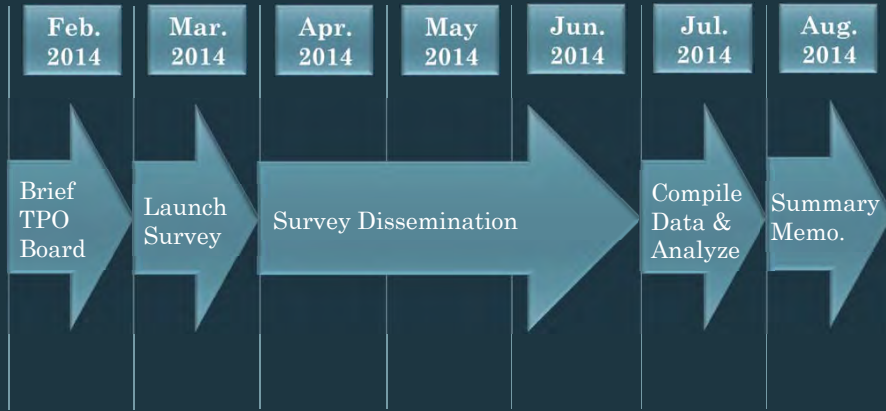 Feb.
2014
Mar.
2014
Apr.
2014
May
2014
Jun.
2014
Jul.
2014
Aug.
2014
Brief
TPO
Board
Launch
Survey
Survey Dissemination
Compile
Data &
Analyze
Summary
Memo.